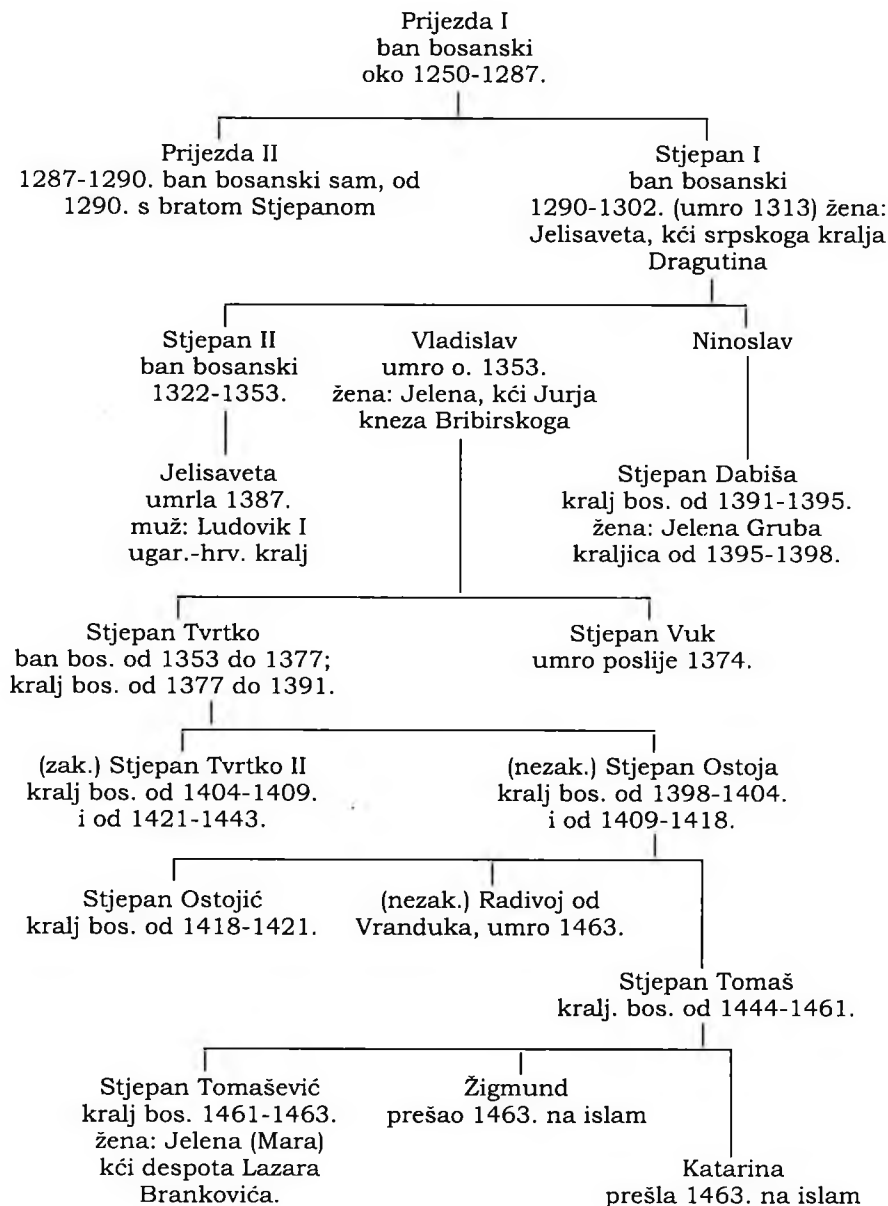 Prijezda I
ban bosanski
oko 1250-1287.
Prijezda II
1287-1290. ban bosanski sam, od
1290. s bratom Stjepanom
Stjepan I
ban bosanski
1290-1302. (umro 1313) žena:
Jelisaveta, kći srpskoga kralja
Dragutina
Stjepan II
ban bosanski
1322-1353.
Vladislav
umro o. 1353.
žena: Jelena, kći Jurja
kneza Bribirskoga
Ninoslav
Jelisaveta
umrla 1387.
muž: Ludovik I
ugar.-hrv. kralj
Stjepan Dabiša
kralj bos. od 1391-1395.
žena: Jelena Gruba
kraljica od 1395-1398.
Stjepan Tvrtko
ban bos. od 1353 do 1377;
kralj bos. od 1377 do 1391.
Stjepan Vuk
umro poslije 1374.
(zak.) Stjepan Tvrtko II
kralj bos. od 1404-1409.
i od 1421-1443.
(nezak.) Stjepan Ostoja
kralj bos. od 1398-1404.
i od 1409-1418.
Stjepan Ostojić
kralj bos. od 1418-1421.
(nezak.) Radivoj od
Vranduka, umro 1463.
Stjepan Tomaš
kralj. bos. od 1444-1461.
Stjepan Tomašević
kralj bos. 1461-1463.
žena: Jelena (Mara)
kći despota Lazara
Brankovića.
Žigmund
prešao 1463. na islam
Katarina
prešla 1463. na islam